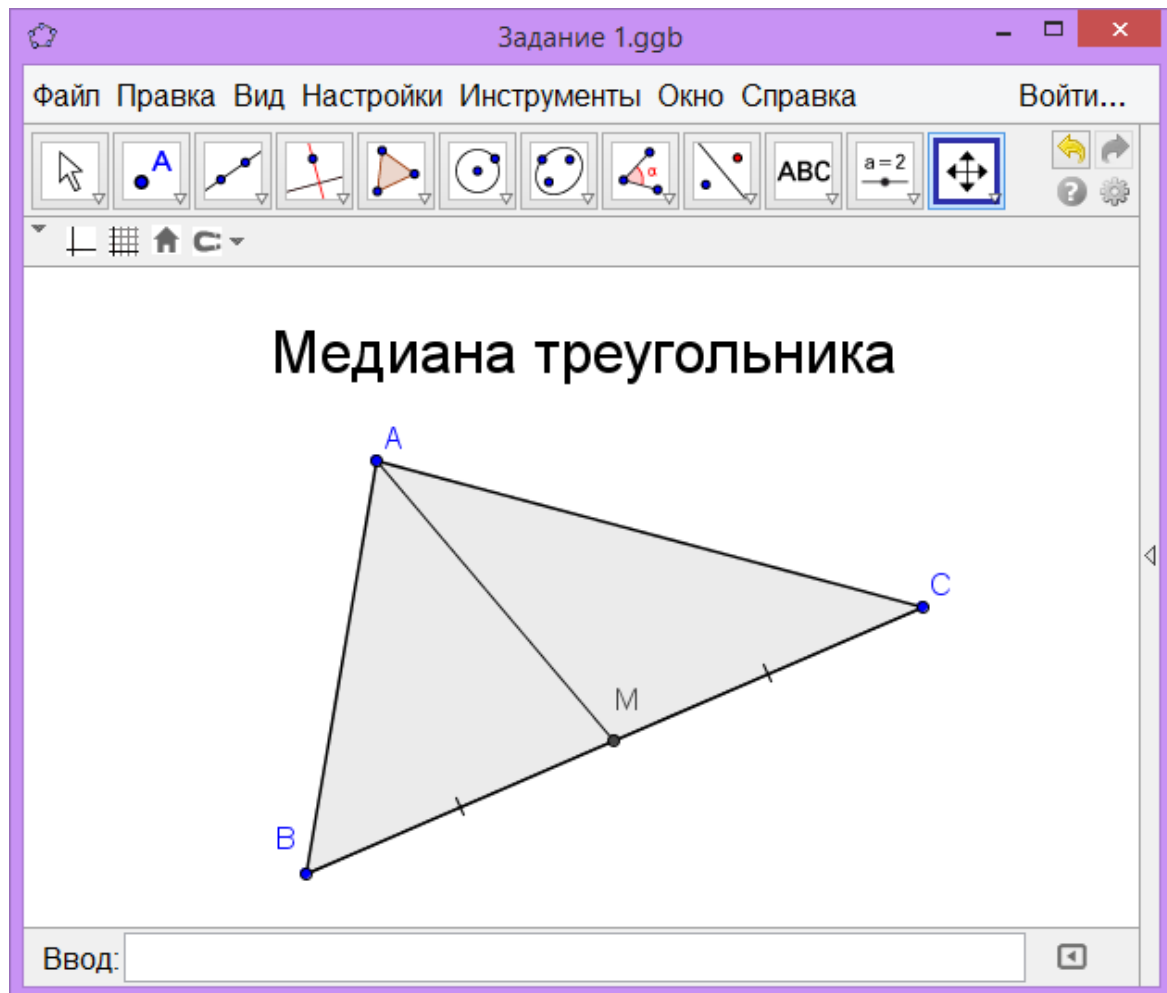 Задание 1.ggb
Файл Правка Вид Настройки Инструменты Окно Справка Войти...
A α ABC a=2
Медиана треугольника
A
C
M
B
Ввод: